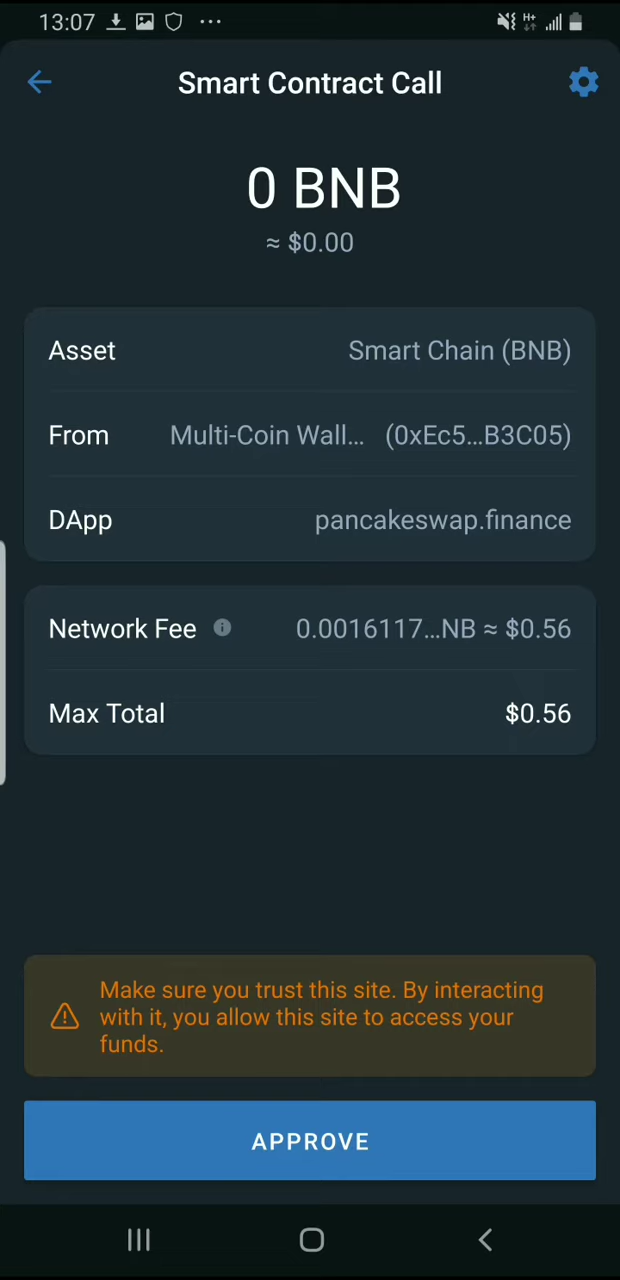 13:07
Smart Contract Call
0 BNB
≈ $0.00
Asset Smart Chain (BNB)
From Multi-Coin Wall... (0xEc5...B3C05)
DApp pancakeswap.finance
Network Fee 0.0016117...NB ≈ $0.56
Max Total $0.56
Make sure you trust this site. By interacting
with it, you allow this site to access your
funds.
APPROVE